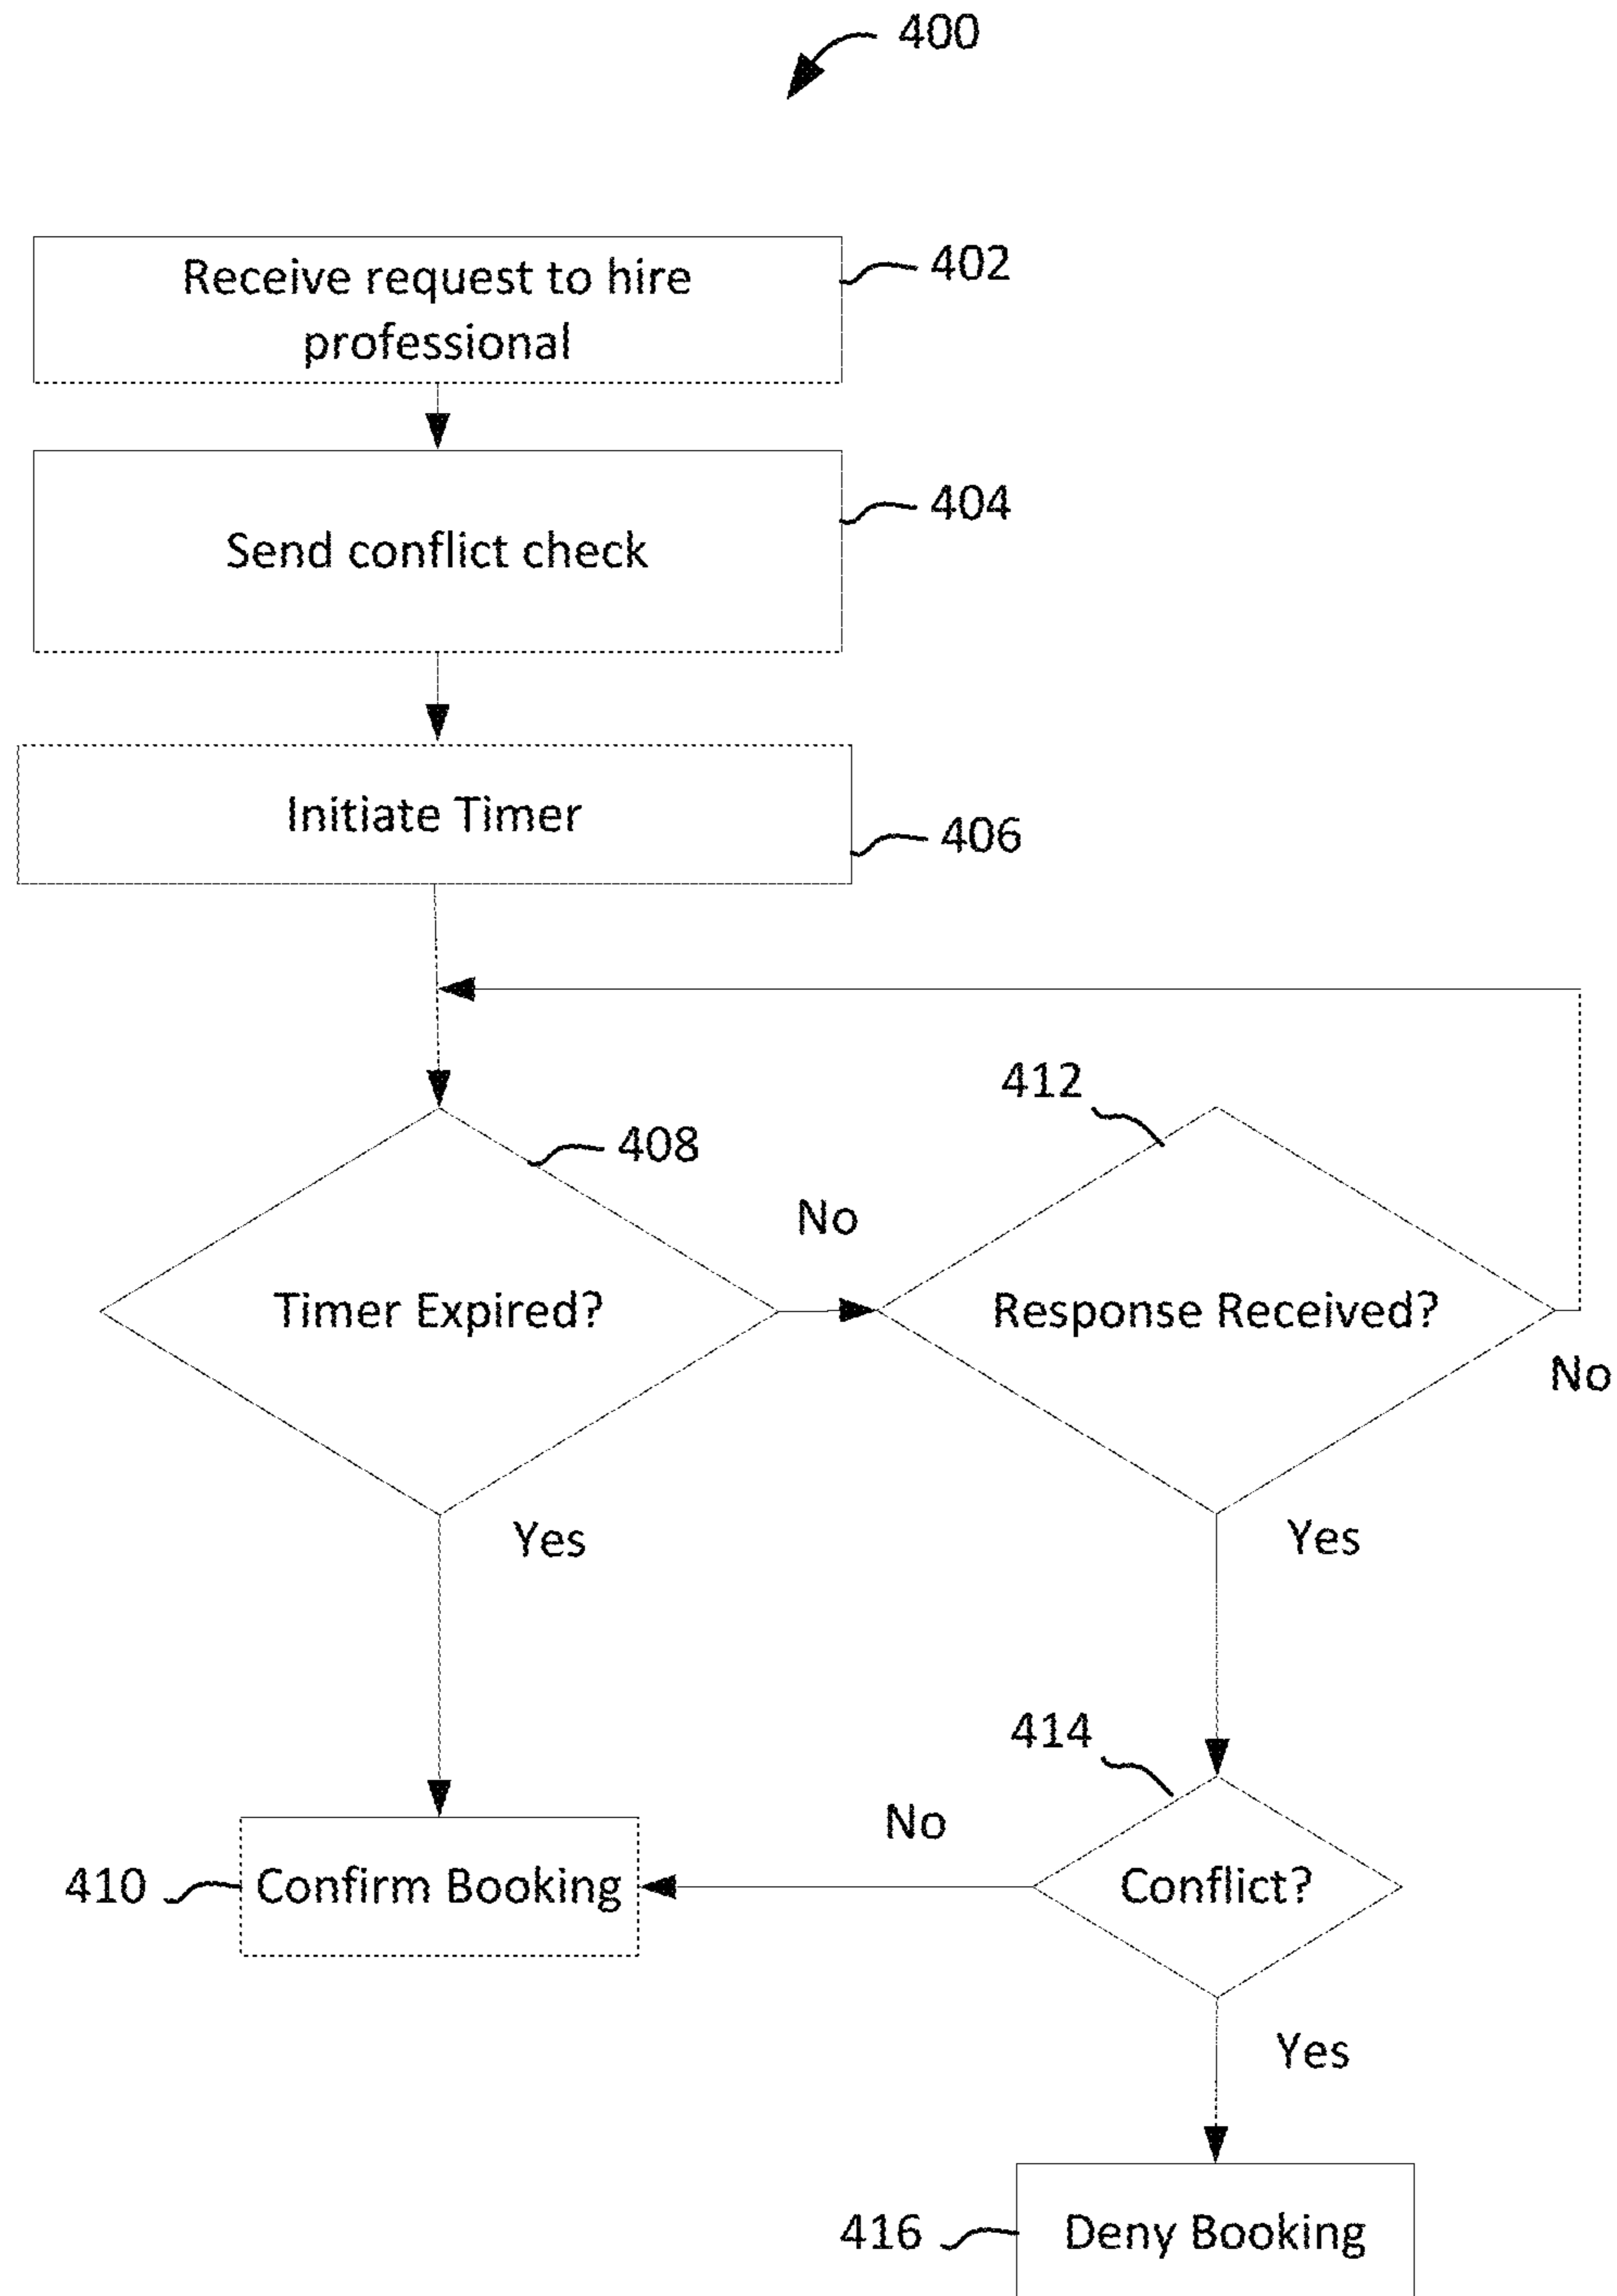 400
Receive request to hire
professional
402
Send conflict check
404
Initiate Timer
406
412
408
No
Timer Expired?
Response Received?
No
Yes
Yes
414
No
410
Confirm Booking
Conflict?
Yes
416
Deny Booking